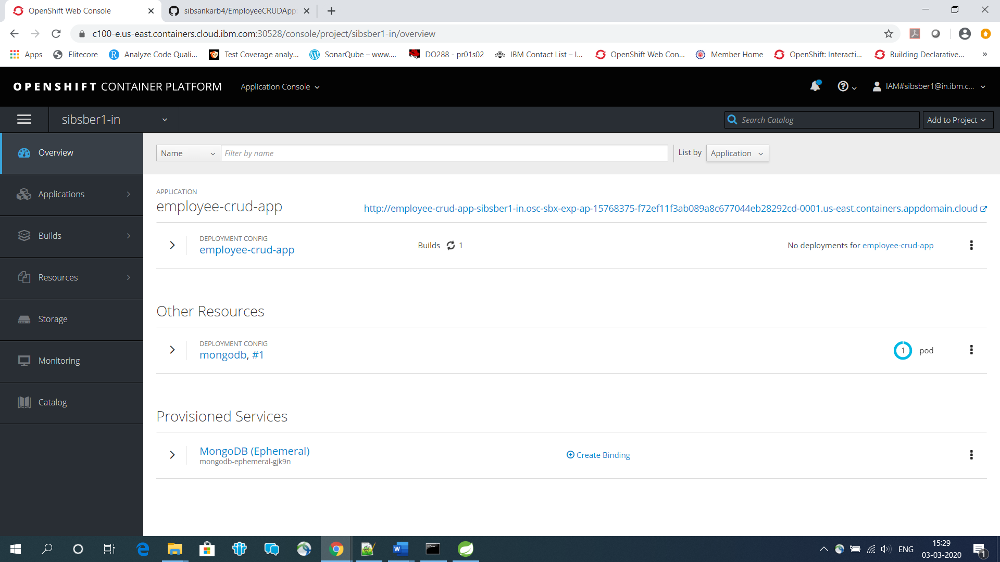 OpenShift Web Console
sibsankarb4/EmployeeCRUDApp:
c100-e.us-east.containers.cloud.ibm.com:30528/console/project/sibsber1-in/overview
Apps Elitecore Analyze Code Quali... Test Coverage analy... SonarQube – www.... DO288 - pr01s02 IBM Contact List – I... OpenShift Web Con... Member Home OpenShift: Interacti... Building Declarative... »
OPENSHIFT CONTAINER PLATFORM Application Console IAM#sibsber1@in.ibm.c...
sibsber1-in Search Catalog Add to Project
Overview
Applications
Builds
Resources
Storage
Monitoring
Catalog
Name Filter by name List by Application
APPLICATION
employee-crud-app http://employee-crud-app-sibsber1-in.osc-sbx-exp-ap-15768375-f72ef11f3ab089a8c677044eb28292cd-0001.us-east.containers.appdomain.cloud
DEPLOYMENT CONFIG
employee-crud-app Builds 1 No deployments for employee-crud-app
Other Resources
DEPLOYMENT CONFIG
mongodb, #1 1 pod
Provisioned Services
MongoDB (Ephemeral)
mongodb-ephemeral-gjk9n
Create Binding
ENG
15:29
03-03-2020
1